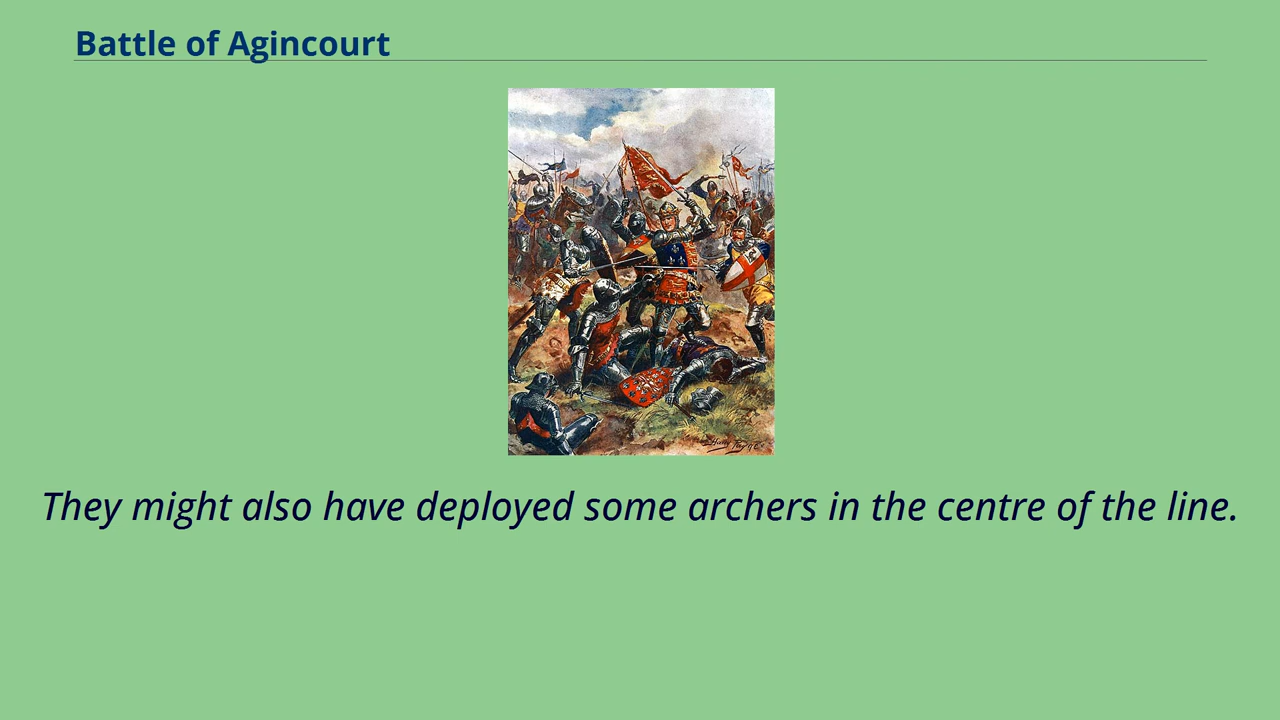 Battle of Agincourt
They might also have deployed some archers in the centre of the line.